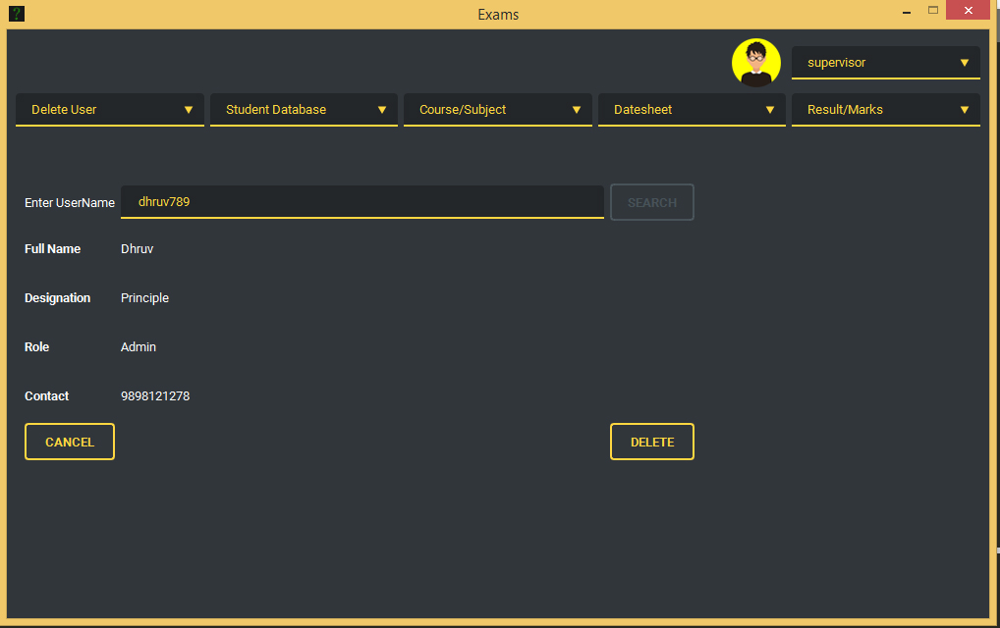 Exams
supervisor
Delete User Student Database Course/Subject Datesheet Result/Marks
Enter UserName dhruv789 SEARCH
Full Name Dhruv
Designation Principle
Role Admin
Contact 9898121278
CANCEL DELETE